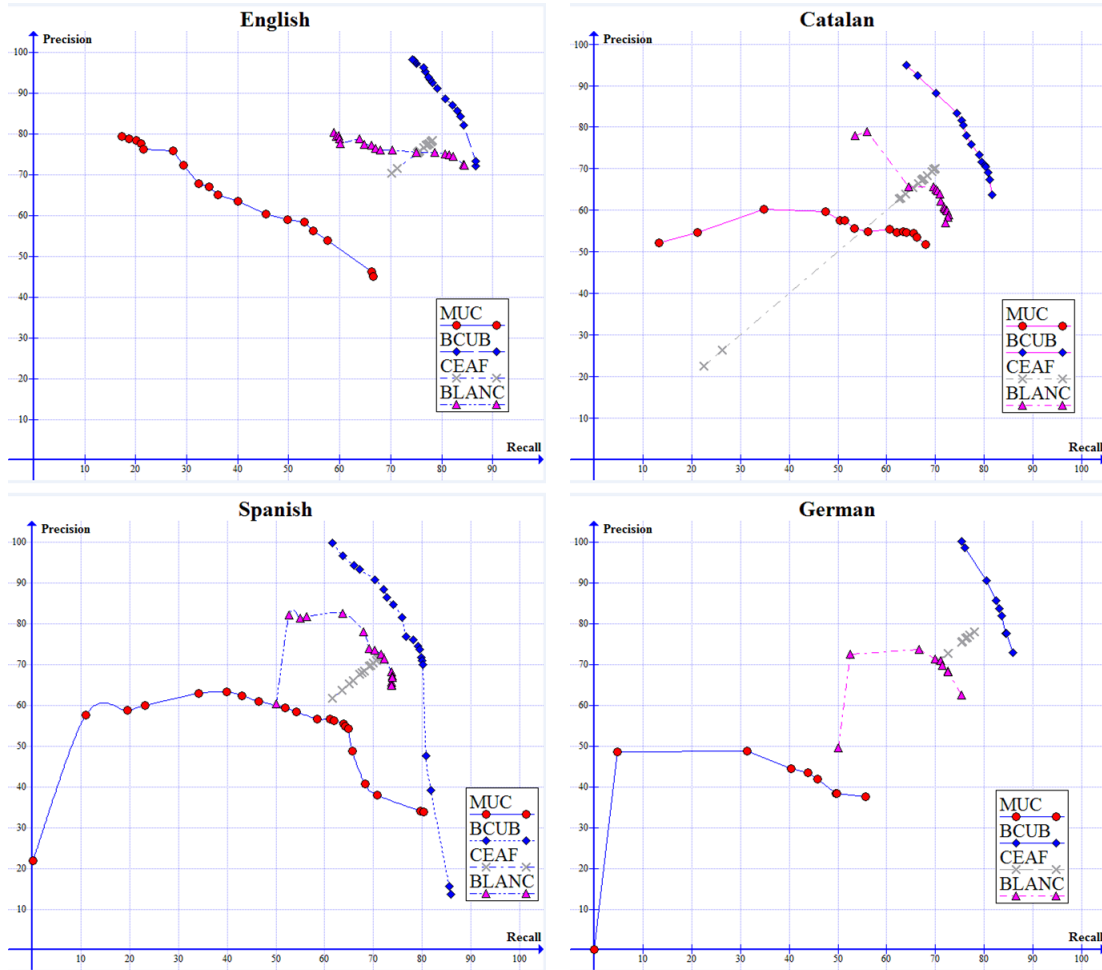 English
Precision
100
90
80
70
60
50
40
30
20
10
MUC
BCUB
CEAF
BLANC
Recall
10 20 30 40 50 60 70 80 90
Catalan
Precision
100
90
80
70
60
50
40
30
20
10
MUC
BCUB
CEAF
BLANC
Recall
10 20 30 40 50 60 70 80 90 100
Spanish
Precision
100
90
80
70
60
50
40
30
20
10
MUC
BCUB
CEAF
BLANC
Recall
10 20 30 40 50 60 70 80 90 100
German
Precision
100
90
80
70
60
50
40
30
20
10
MUC
BCUB
CEAF
BLANC
Recall
10 20 30 40 50 60 70 80 90 100